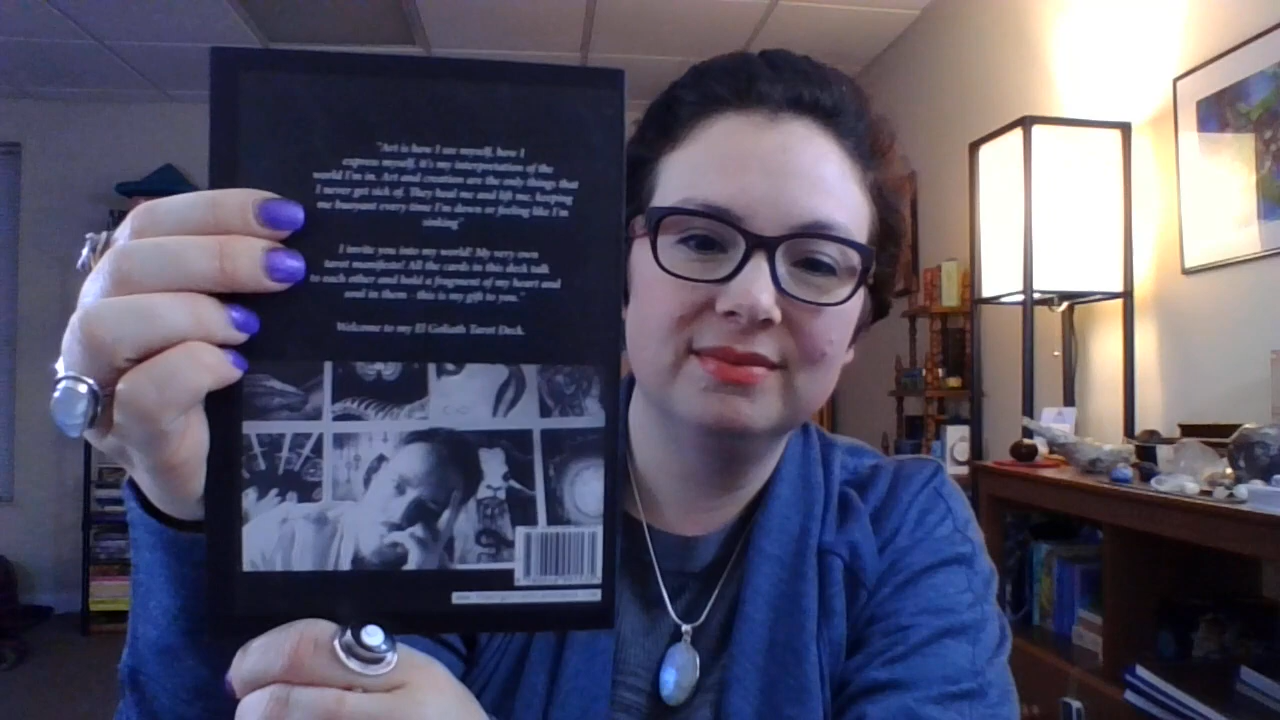 "Art is how I see myself, how I
express myself, it's my interpretation of the
world I'm in. Art and creation are the only things that
I never get sick of. They heal me and lift me, keeping
me buoyant every time I'm down or feeling like I'm
sinking"
I invite you into my world! My very own
tarot manifesto! All the cards in this deck talk
to each other and hold a fragment of my heart and
soul in them - this is my gift to you."
Welcome to my El Goliath Tarot Deck.